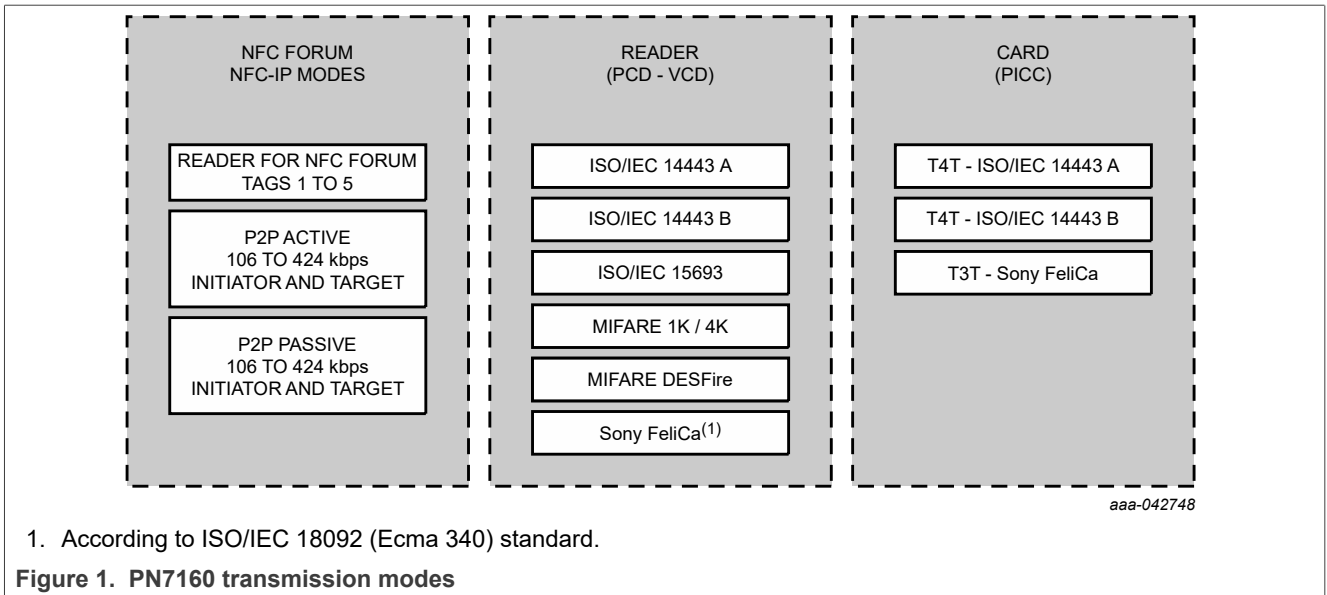 NFC FORUM
NFC-IP MODES
READER FOR NFC FORUM
TAGS 1 TO 5
P2P ACTIVE
106 TO 424 kbps
INITIATOR AND TARGET
P2P PASSIVE
106 TO 424 kbps
INITIATOR AND TARGET
READER
(PCD - VCD)
ISO/IEC 14443 A
ISO/IEC 14443 B
ISO/IEC 15693
MIFARE 1K / 4K
MIFARE DESFire
Sony FeliCa(1)
CARD
(PICC)
T4T - ISO/IEC 14443 A
T4T - ISO/IEC 14443 B
T3T - Sony FeliCa
aaa-042748
1. According to ISO/IEC 18092 (Ecma 340) standard.
Figure 1. PN7160 transmission modes